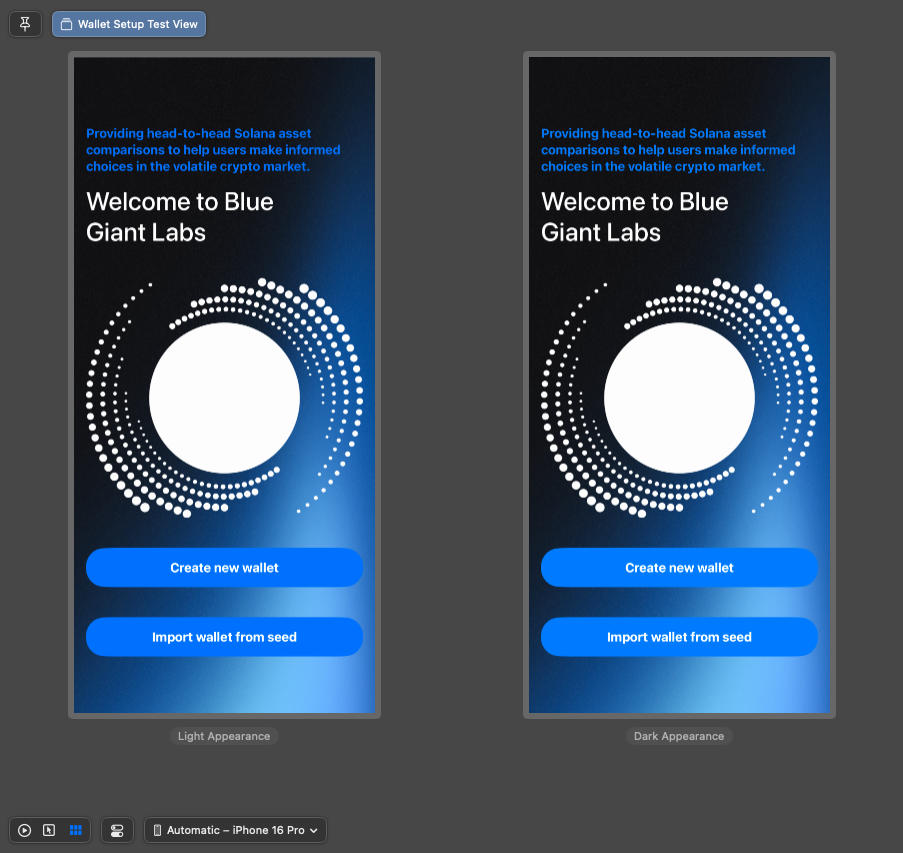 Wallet Setup Test View
Providing head-to-head Solana asset
comparisons to help users make informed
choices in the volatile crypto market.
Welcome to Blue
Giant Labs
Create new wallet
Import wallet from seed
Light Appearance
Providing head-to-head Solana asset
comparisons to help users make informed
choices in the volatile crypto market.
Welcome to Blue
Giant Labs
Create new wallet
Import wallet from seed
Dark Appearance
Automatic – iPhone 16 Pro